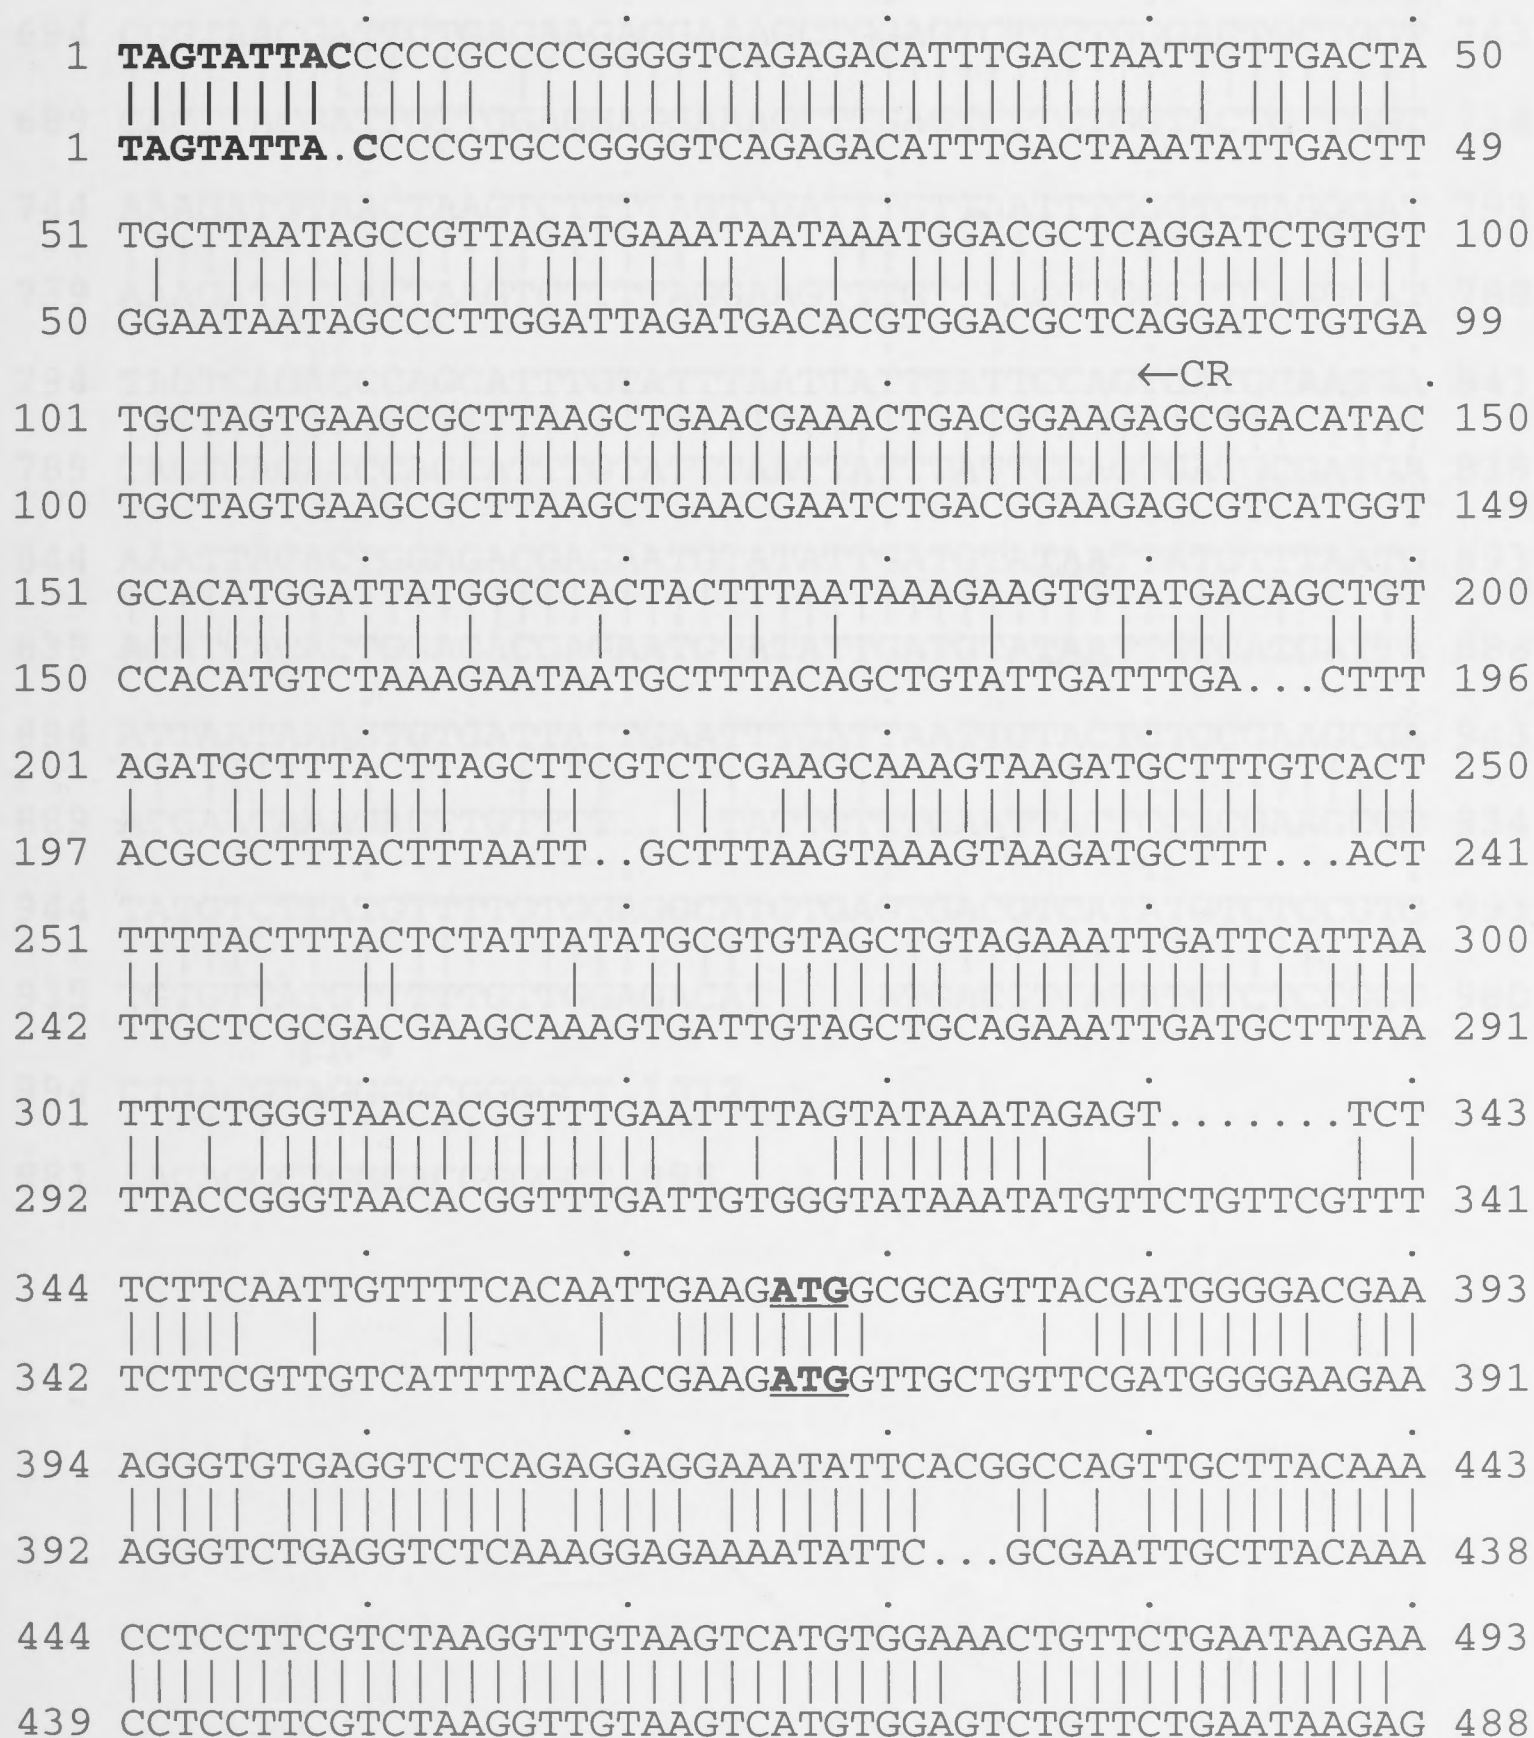 1 TAGTATTACCCCCGCCCCGGGGTCAGAGACATTTGACTAATTGTTGACTA 50
1 TAGTATTA.CCCCGTGCCGGGGTCAGAGACATTTGACTAAATATTGACTT 49
51 TGCTTAATAGCCGTTAGATGAAATAATAAATGGACGCTCAGGATCTGTGT 100
50 GGAATAATAGCCCTTGGATTAGATGACACGTGGACGCTCAGGATCTGTGA 99
←CR
101 TGCTAGTGAAGCGCTTAAGCTGAACGAAACTGACGGAAGAGCGGACATAC 150
100 TGCTAGTGAAGCGCTTAAGCTGAACGAATCTGACGGAAGAGCGTCATGGT 149
151 GCACATGGATTATGGCCCACTACTTTAATAAAGAAGTGTATGACAGCTGT 200
150 CCACATGTCTAAAGAATAATGCTTTACAGCTGTATTGATTTGA...CTTT 196
201 AGATGCTTTACTTAGCTTCGTCTCGAAGCAAAGTAAGATGCTTTGTCACT 250
197 ACGCGCTTTACTTTAATT..GCTTTAAGTAAAGTAAGATGCTTT...ACT 241
251 TTTTACTTTACTCTATTATATGCGTGTAGCTGTAGAAATTGATTCATTAA 300
242 TTGCTCGCGACGAAGCAAAGTGATTGTAGCTGCAGAAATTGATGCTTTAA 291
301 TTTCTGGGTAACACGGTTTGAATTTTAGTATAAATAGAGT.......TCT 343
292 TTACCGGGTAACACGGTTTGATTGTGGGTATAAATATGTTCTGTTCGTTT 341
344 TCTTCAATTGTTTTCACAATTGAAGATGGCGCAGTTACGATGGGGACGAA 393
342 TCTTCGTTGTCATTTTACAACGAAGATGGTTGCTGTTCGATGGGGAAGAA 391
394 AGGGTGTGAGGTCTCAGAGGAGGAAATATTCACGGCCAGTTGCTTACAAA 443
392 AGGGTCTGAGGTCTCAAAGGAGAAAATATTC...GCGAATTGCTTACAAA 438
444 CCTCCTTCGTCTAAGGTTGTAAGTCATGTGGAAACTGTTCTGAATAAGAA 493
439 CCTCCTTCGTCTAAGGTTGTAAGTCATGTGGAGTCTGTTCTGAATAAGAG 488